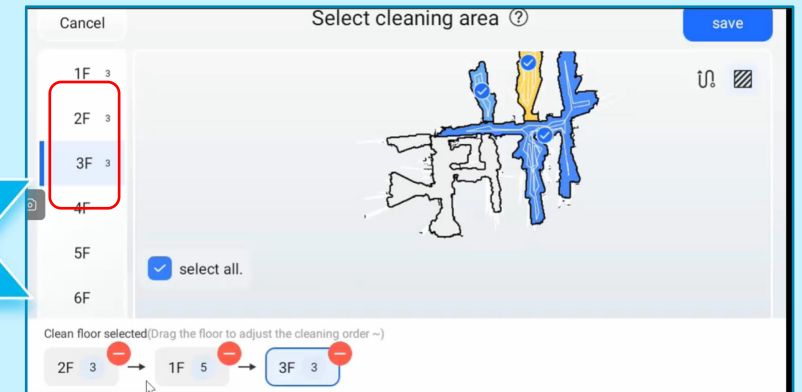 Cancel
Select cleaning area ?
save
1F 3
2F 3
3F 3
4F
5F
6F
select all.
Clean floor selected(Drag the floor to adjust the cleaning order ~)
2F 3 → 1F 5 → 3F 3